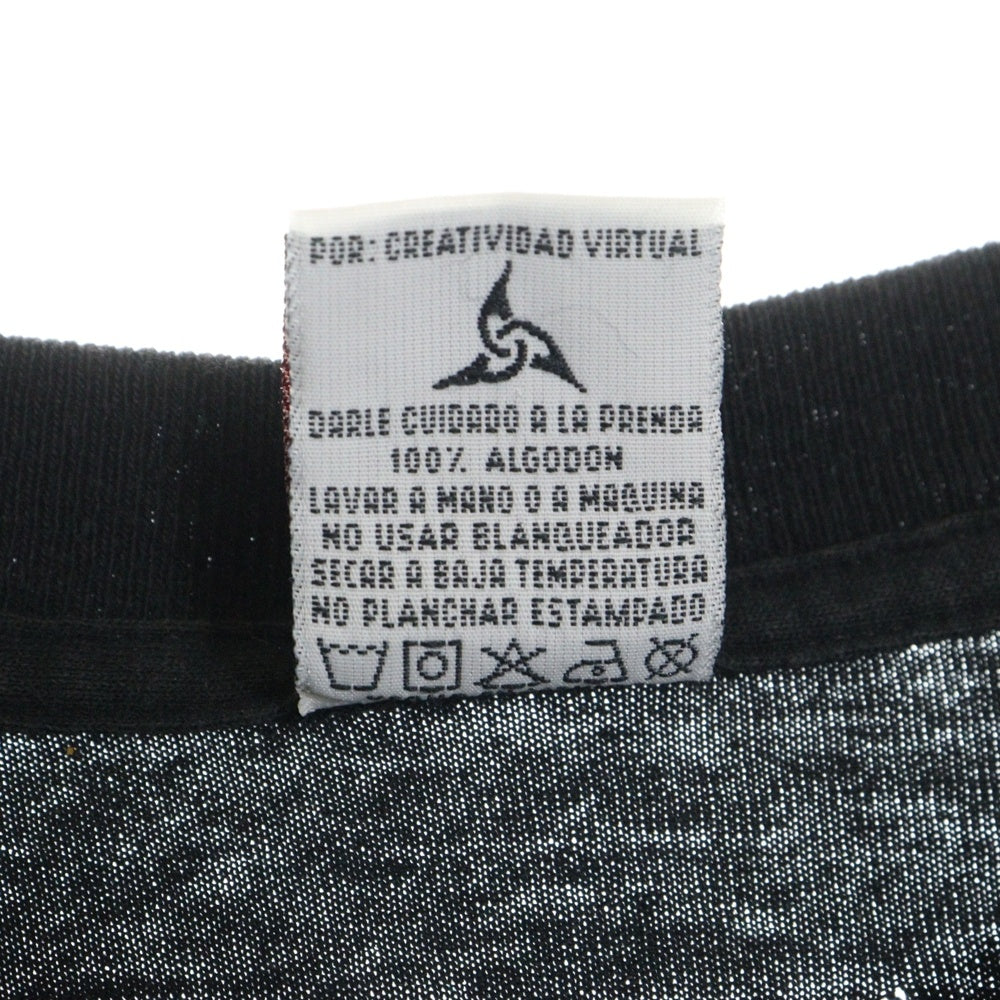 POR: CREATIVIDAD VIRTUAL
DARLE CUIDADO A LA PRENDA
100% ALGODON
LAVAR A MANO O A MAQUINA
NO USAR BLANQUEADOR
SECAR A BAJA TEMPERATURA
NO PLANCHAR ESTAMPADO